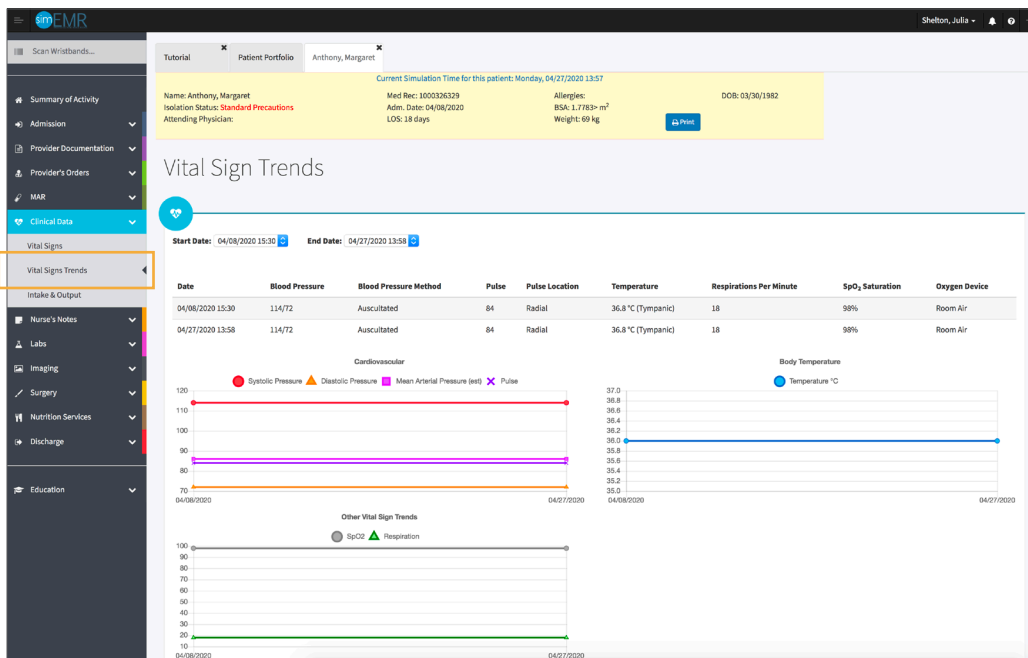 simEMR
Shelton, Julia
Scan Wristbands...
Summary of Activity
Admission
Provider Documentation
Provider's Orders
MAR
Clinical Data
Vital Signs
Vital Signs Trends
Intake & Output
Nurse's Notes
Labs
Imaging
Surgery
Nutrition Services
Discharge
Education
Tutorial
Patient Portfolio
Anthony, Margaret
Current Simulation Time for this patient: Monday, 04/27/2020 13:57
Name: Anthony, Margaret Med Rec: 1000326329 Allergies: DOB: 03/30/1982
Isolation Status: Standard Precautions Adm. Date: 04/08/2020 BSA: 1.7783> m²
Attending Physician: LOS: 18 days Weight: 69 kg Print
Vital Sign Trends
Start Date: 04/08/2020 15:30 End Date: 04/27/2020 13:58
Date Blood Pressure Blood Pressure Method Pulse Pulse Location Temperature Respirations Per Minute SpO₂ Saturation Oxygen Device
04/08/2020 15:30 114/72 Auscultated 84 Radial 36.8 °C (Tympanic) 18 98% Room Air
04/27/2020 13:58 114/72 Auscultated 84 Radial 36.8 °C (Tympanic) 18 98% Room Air
Cardiovascular
Systolic Pressure Diastolic Pressure Mean Arterial Pressure (est) Pulse
120
110
100
90
80
70
04/08/2020 04/27/2020
Body Temperature
Temperature °C
37.0
36.8
36.6
36.4
36.2
36.0
35.8
35.6
35.4
35.2
35.0
04/08/2020 04/27/2020
Other Vital Sign Trends
SpO2 Respiration
100
90
80
70
60
50
40
30
20
10
04/08/2020 04/27/2020